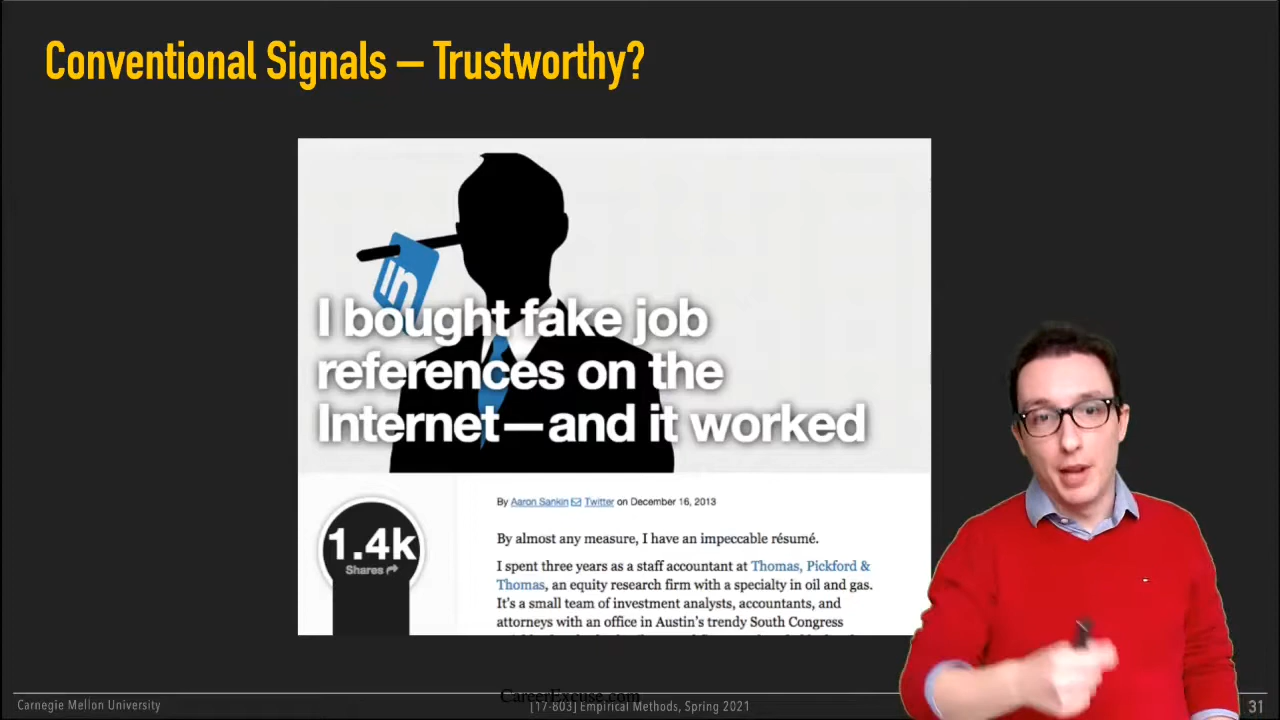 Conventional Signals – Trustworthy?
in
I bought fake job
references on the
Internet—and it worked
1.4k
Shares
By Aaron Sankin Twitter on December 16, 2013
By almost any measure, I have an impeccable résumé.
I spent three years as a staff accountant at Thomas, Pickford &
Thomas, an equity research firm with a specialty in oil and gas.
It's a small team of investment analysts, accountants, and
attorneys with an office in Austin's trendy South Congress
CareerExcuse.com
Carnegie Mellon University
[17-803] Empirical Methods, Spring 2021
31